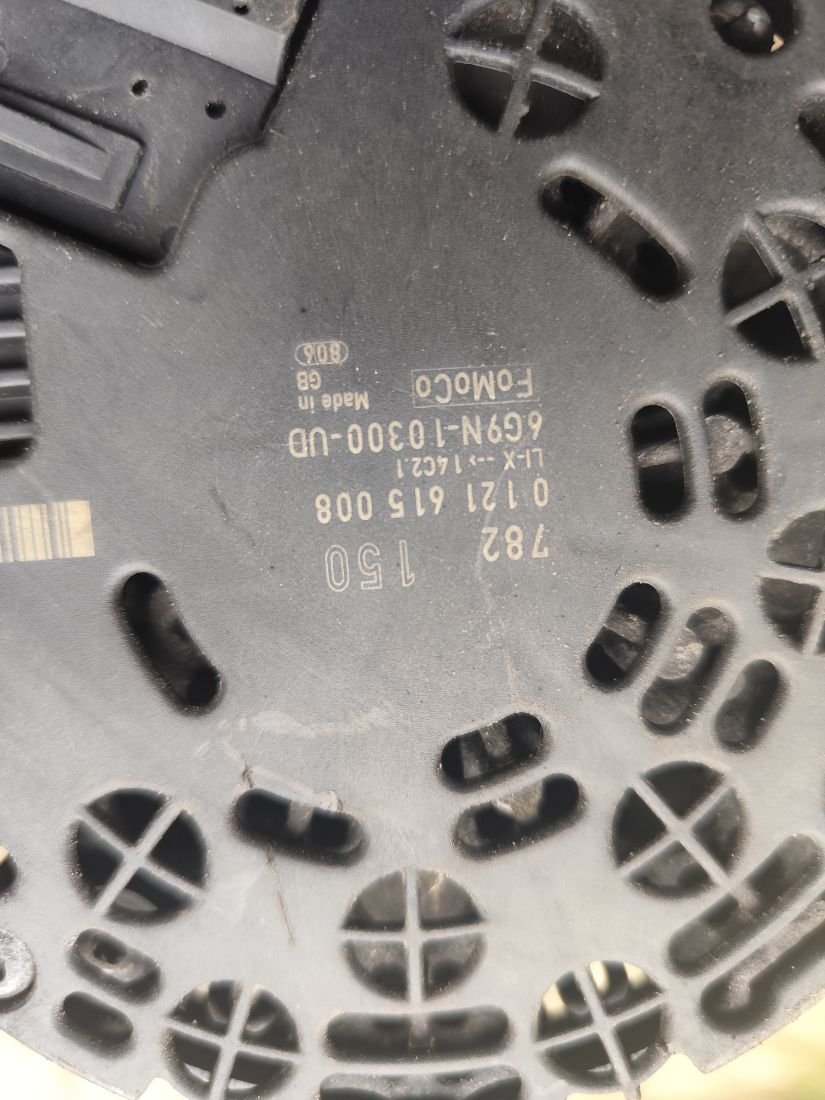 782 150
0 121 615 008
LI-X --> 14C2.1
6G9N-10300-UD
FoMoCo Made in
GB
806